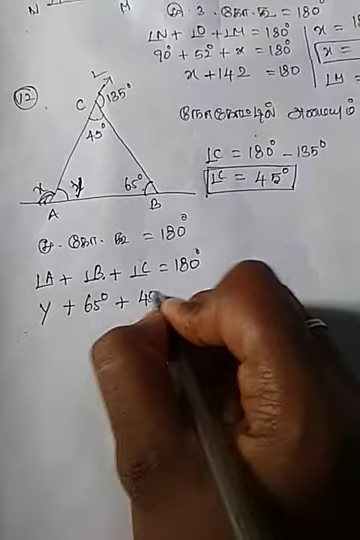 N M மு. கோ. கூ = 180°
∠N + ∠O + ∠M = 180°
90° + 52° + x = 180°
x + 142 = 180
x = 18
x =
∠M =
12
L
C 135°
45°
x y 65°
A B
நேர்கோட்டில் அமையும்
∠C = 180° - 135°
∠C = 45°
மு. கோ. கூ = 180°
∠A + ∠B + ∠C = 180°
y + 65° + 45